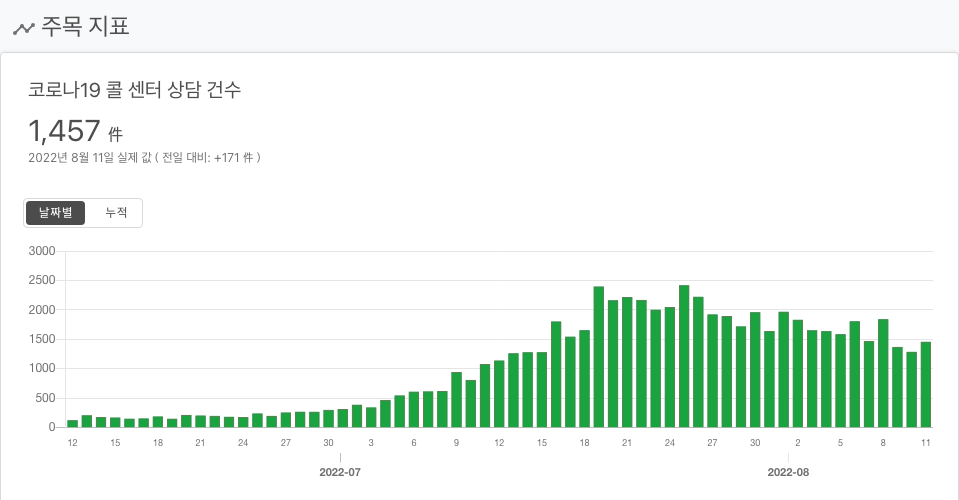 주목 지표
코로나19 콜 센터 상담 건수
1,457 件
2022년 8월 11일 실제 값 ( 전일 대비: +171 件 )
날짜별 누적
3000
2500
2000
1500
1000
500
0
12 15 18 21 24 27 30 3 6 9 12 15 18 21 24 27 30 2 5 8 11
2022-07 2022-08